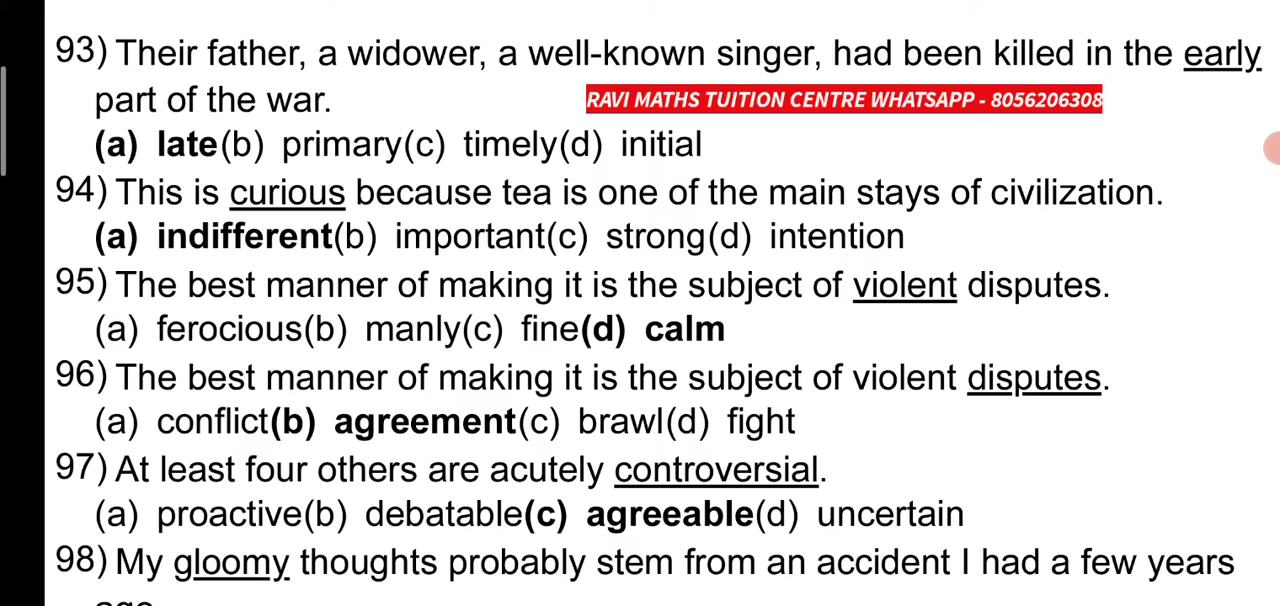 93) Their father, a widower, a well-known singer, had been killed in the early
part of the war.
RAVI MATHS TUITION CENTRE WHATSAPP - 8056206308
(a) late(b) primary(c) timely(d) initial
94) This is curious because tea is one of the main stays of civilization.
(a) indifferent(b) important(c) strong(d) intention
95) The best manner of making it is the subject of violent disputes.
(a) ferocious(b) manly(c) fine(d) calm
96) The best manner of making it is the subject of violent disputes.
(a) conflict(b) agreement(c) brawl(d) fight
97) At least four others are acutely controversial.
(a) proactive(b) debatable(c) agreeable(d) uncertain
98) My gloomy thoughts probably stem from an accident I had a few years